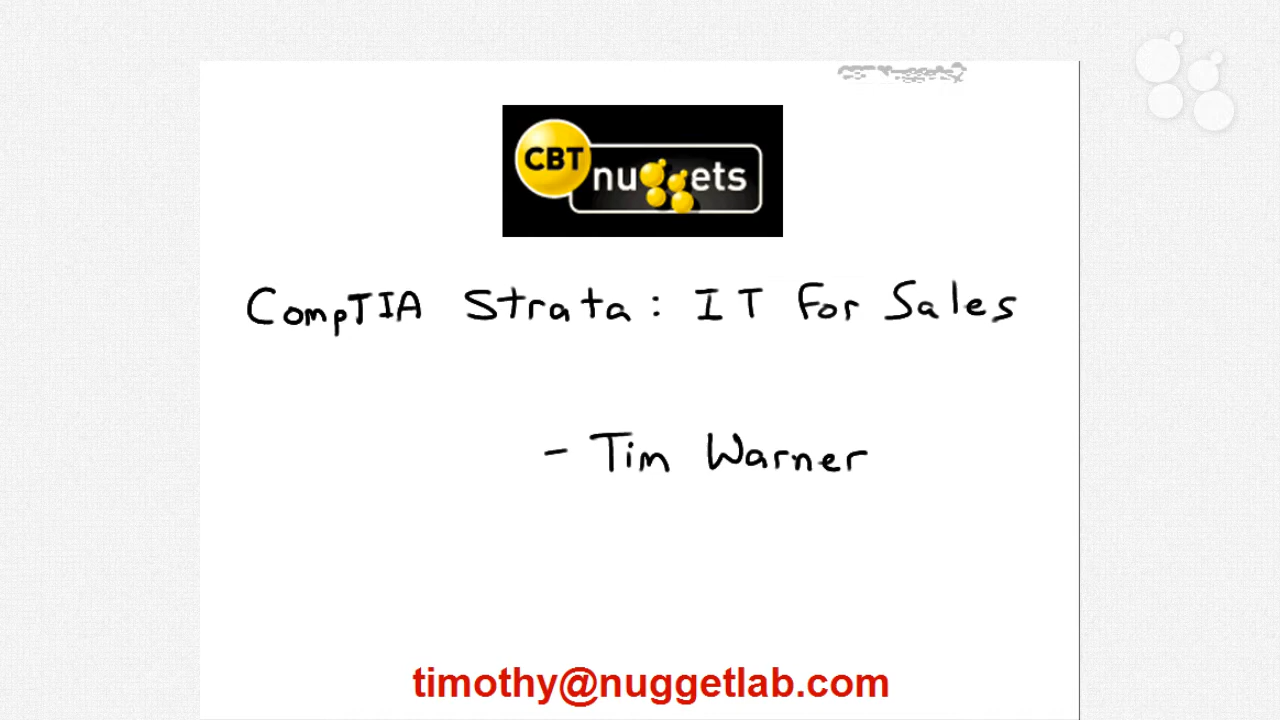 CBT nuggets
CompTIA Strata: IT For Sales
- Tim Warner
timothy@nuggetlab.com